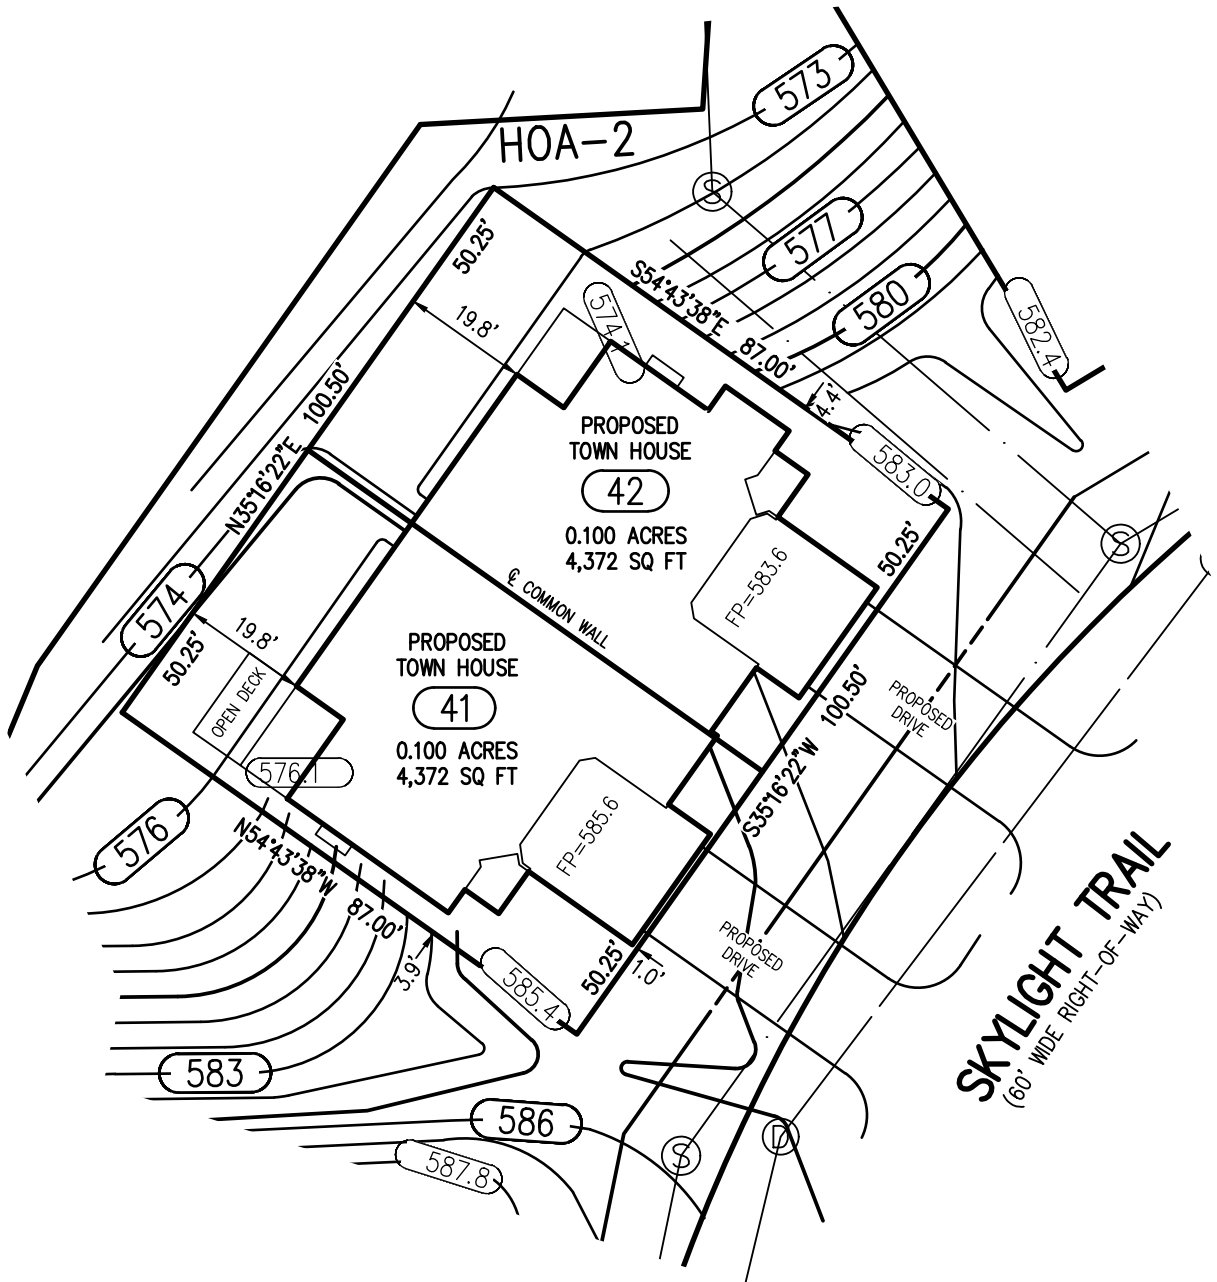 573
HOA-2
S
50.25'
577
S54°43'38"E 87.00'
580
574.1
582.4
19.8'
4.4'
N35°16'22"E 100.50'
PROPOSED
TOWN HOUSE
42
0.100 ACRES
4,372 SQ FT
583.0
50.25'
S
FP=583.6
℄ COMMON WALL
574
19.8'
50.25'
OPEN DECK
PROPOSED
TOWN HOUSE
41
0.100 ACRES
4,372 SQ FT
PROPOSED
DRIVE
S35°16'22"W 100.50'
576.1
576
N54°43'38"W 87.00'
FP=585.6
PROPOSED
DRIVE
3.9'
585.4
50.25'
1.0'
SKYLIGHT TRAIL
(60' WIDE RIGHT-OF-WAY)
583
586
587.8
S
D